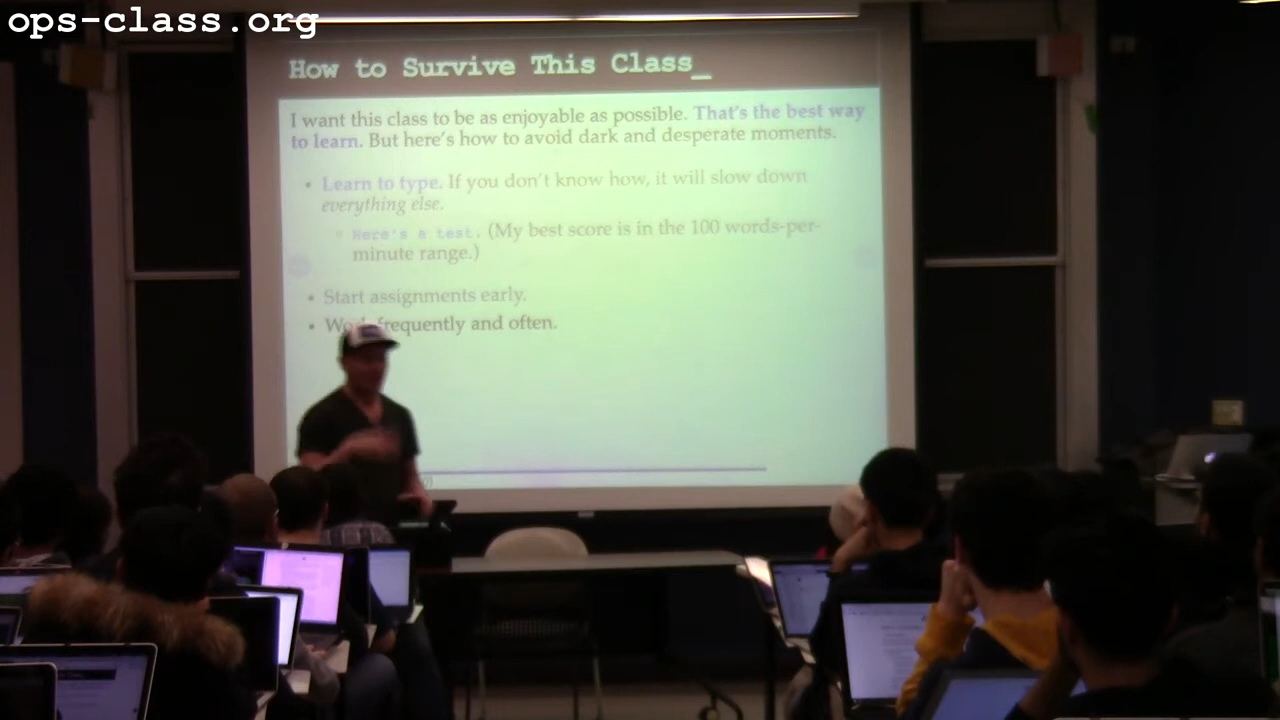 ops-class.org
How to Survive This Class_
I want this class to be as enjoyable as possible. That's the best way
to learn. But here's how to avoid dark and desperate moments.
• Learn to type. If you don't know how, it will slow down
everything else.
Here's a test. (My best score is in the 100 words-per-
minute range.)
• Start assignments early.
• Work frequently and often.